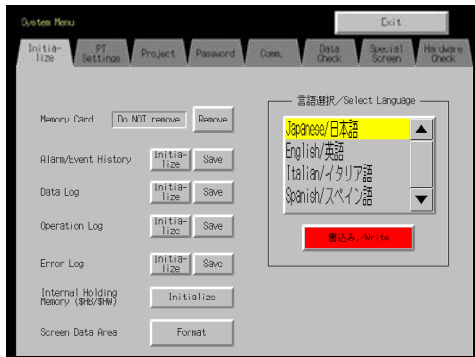 System Menu
Exit
Initia-
lize
PT
Settings
Project
Password
Comm.
Data
Check
Special
Screen
Hardware
Check
Memory Card
Do NOT remove
Remove
Alarm/Event History
Initia-
lize
Save
Data Log
Initia-
lize
Save
Operation Log
Initia-
lize
Save
Error Log
Initia-
lize
Save
Internal Holding
Memory ($HB/$HW)
Initialize
Screen Data Area
Format
言語選択/Select Language
Japanese/日本語
English/英語
Italian/イタリア語
Spanish/スペイン語
書込み/Write